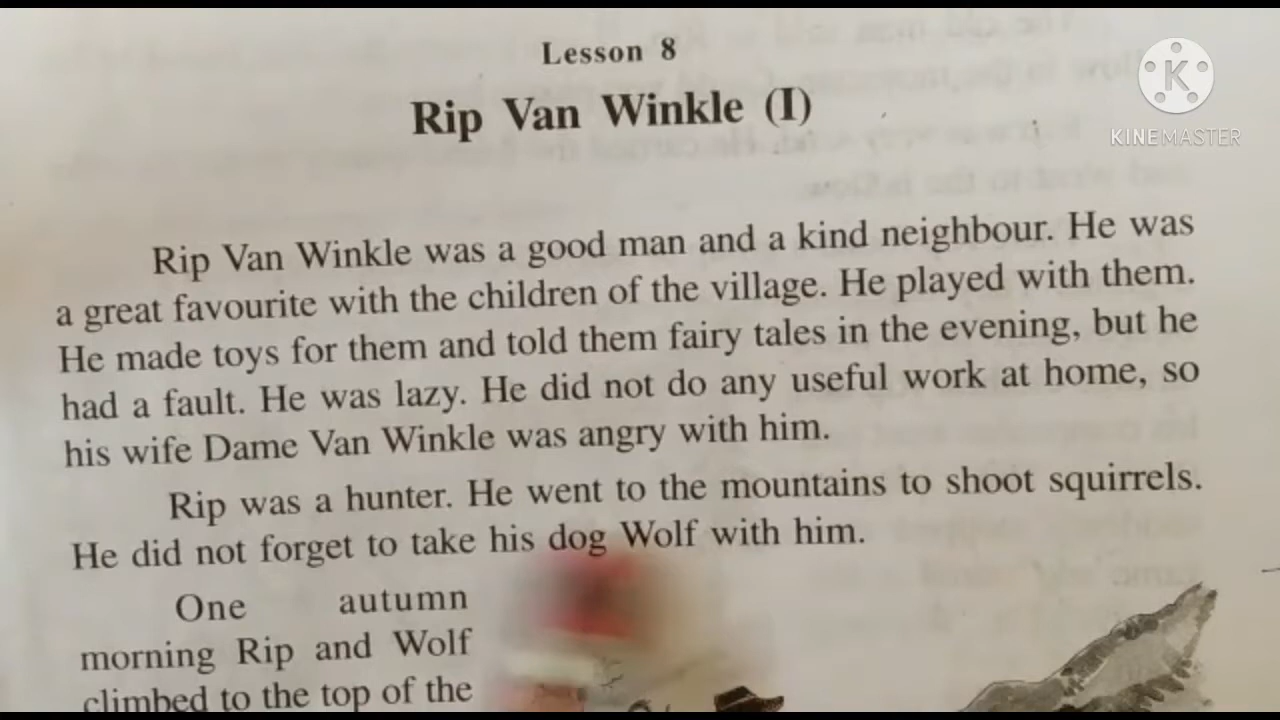 Lesson 8
Rip Van Winkle (I)
K
KINEMASTER
Rip Van Winkle was a good man and a kind neighbour. He was
a great favourite with the children of the village. He played with them.
He made toys for them and told them fairy tales in the evening, but he
had a fault. He was lazy. He did not do any useful work at home, so
his wife Dame Van Winkle was angry with him.
Rip was a hunter. He went to the mountains to shoot squirrels.
He did not forget to take his dog Wolf with him.
One autumn
morning Rip and Wolf
climbed to the top of the